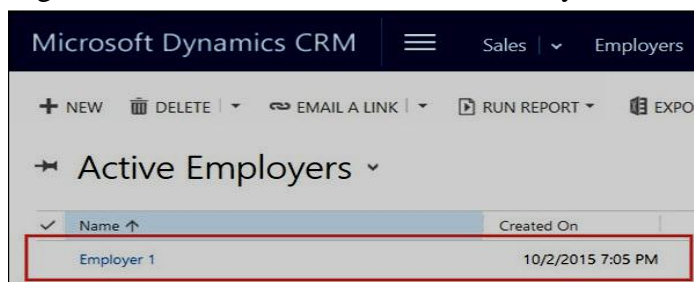 Microsoft Dynamics CRM Sales Employers
NEW DELETE EMAIL A LINK RUN REPORT EXPO
Active Employers
Name ↑ Created On
Employer 1 10/2/2015 7:05 PM